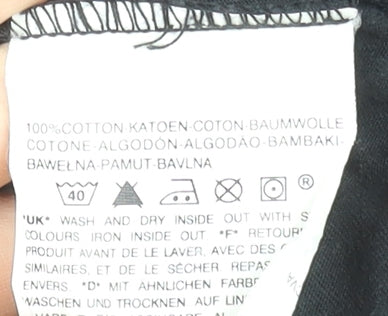 100%COTTON-KATOEN-COTON-BAUMWOLLE
COTONE-ALGODÓN-ALGODÃO-BAMBAKI-
BAWEŁNA-PAMUT-BAVLNA
40 ®
*UK* WASH AND DRY INSIDE OUT WITH S
COLOURS IRON INSIDE OUT *F* RETOUR
PRODUIT AVANT DE LE LAVER, AVEC DES
SIMILAIRES, ET DE LE SÉCHER REPAS
ENVERS *D* MIT ÄHNLICHEN FARBE
WASCHEN UND TROCKNEN AUF LIN